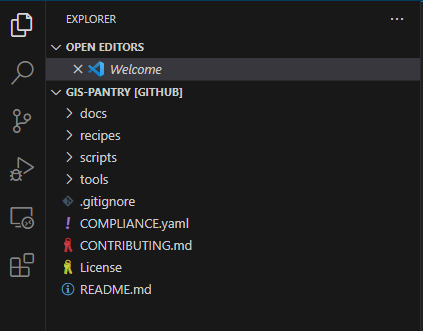 EXPLORER
OPEN EDITORS
Welcome
GIS-PANTRY [GITHUB]
docs
recipes
scripts
tools
.gitignore
COMPLIANCE.yaml
CONTRIBUTING.md
License
README.md